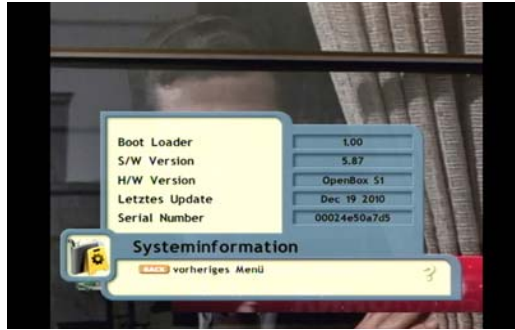 Boot Loader 1.00
S/W Version 5.87
H/W Version OpenBox S1
Letztes Update Dec 19 2010
Serial Number 00024e50a7d5
Systeminformation
BACK vorheriges Menü
?